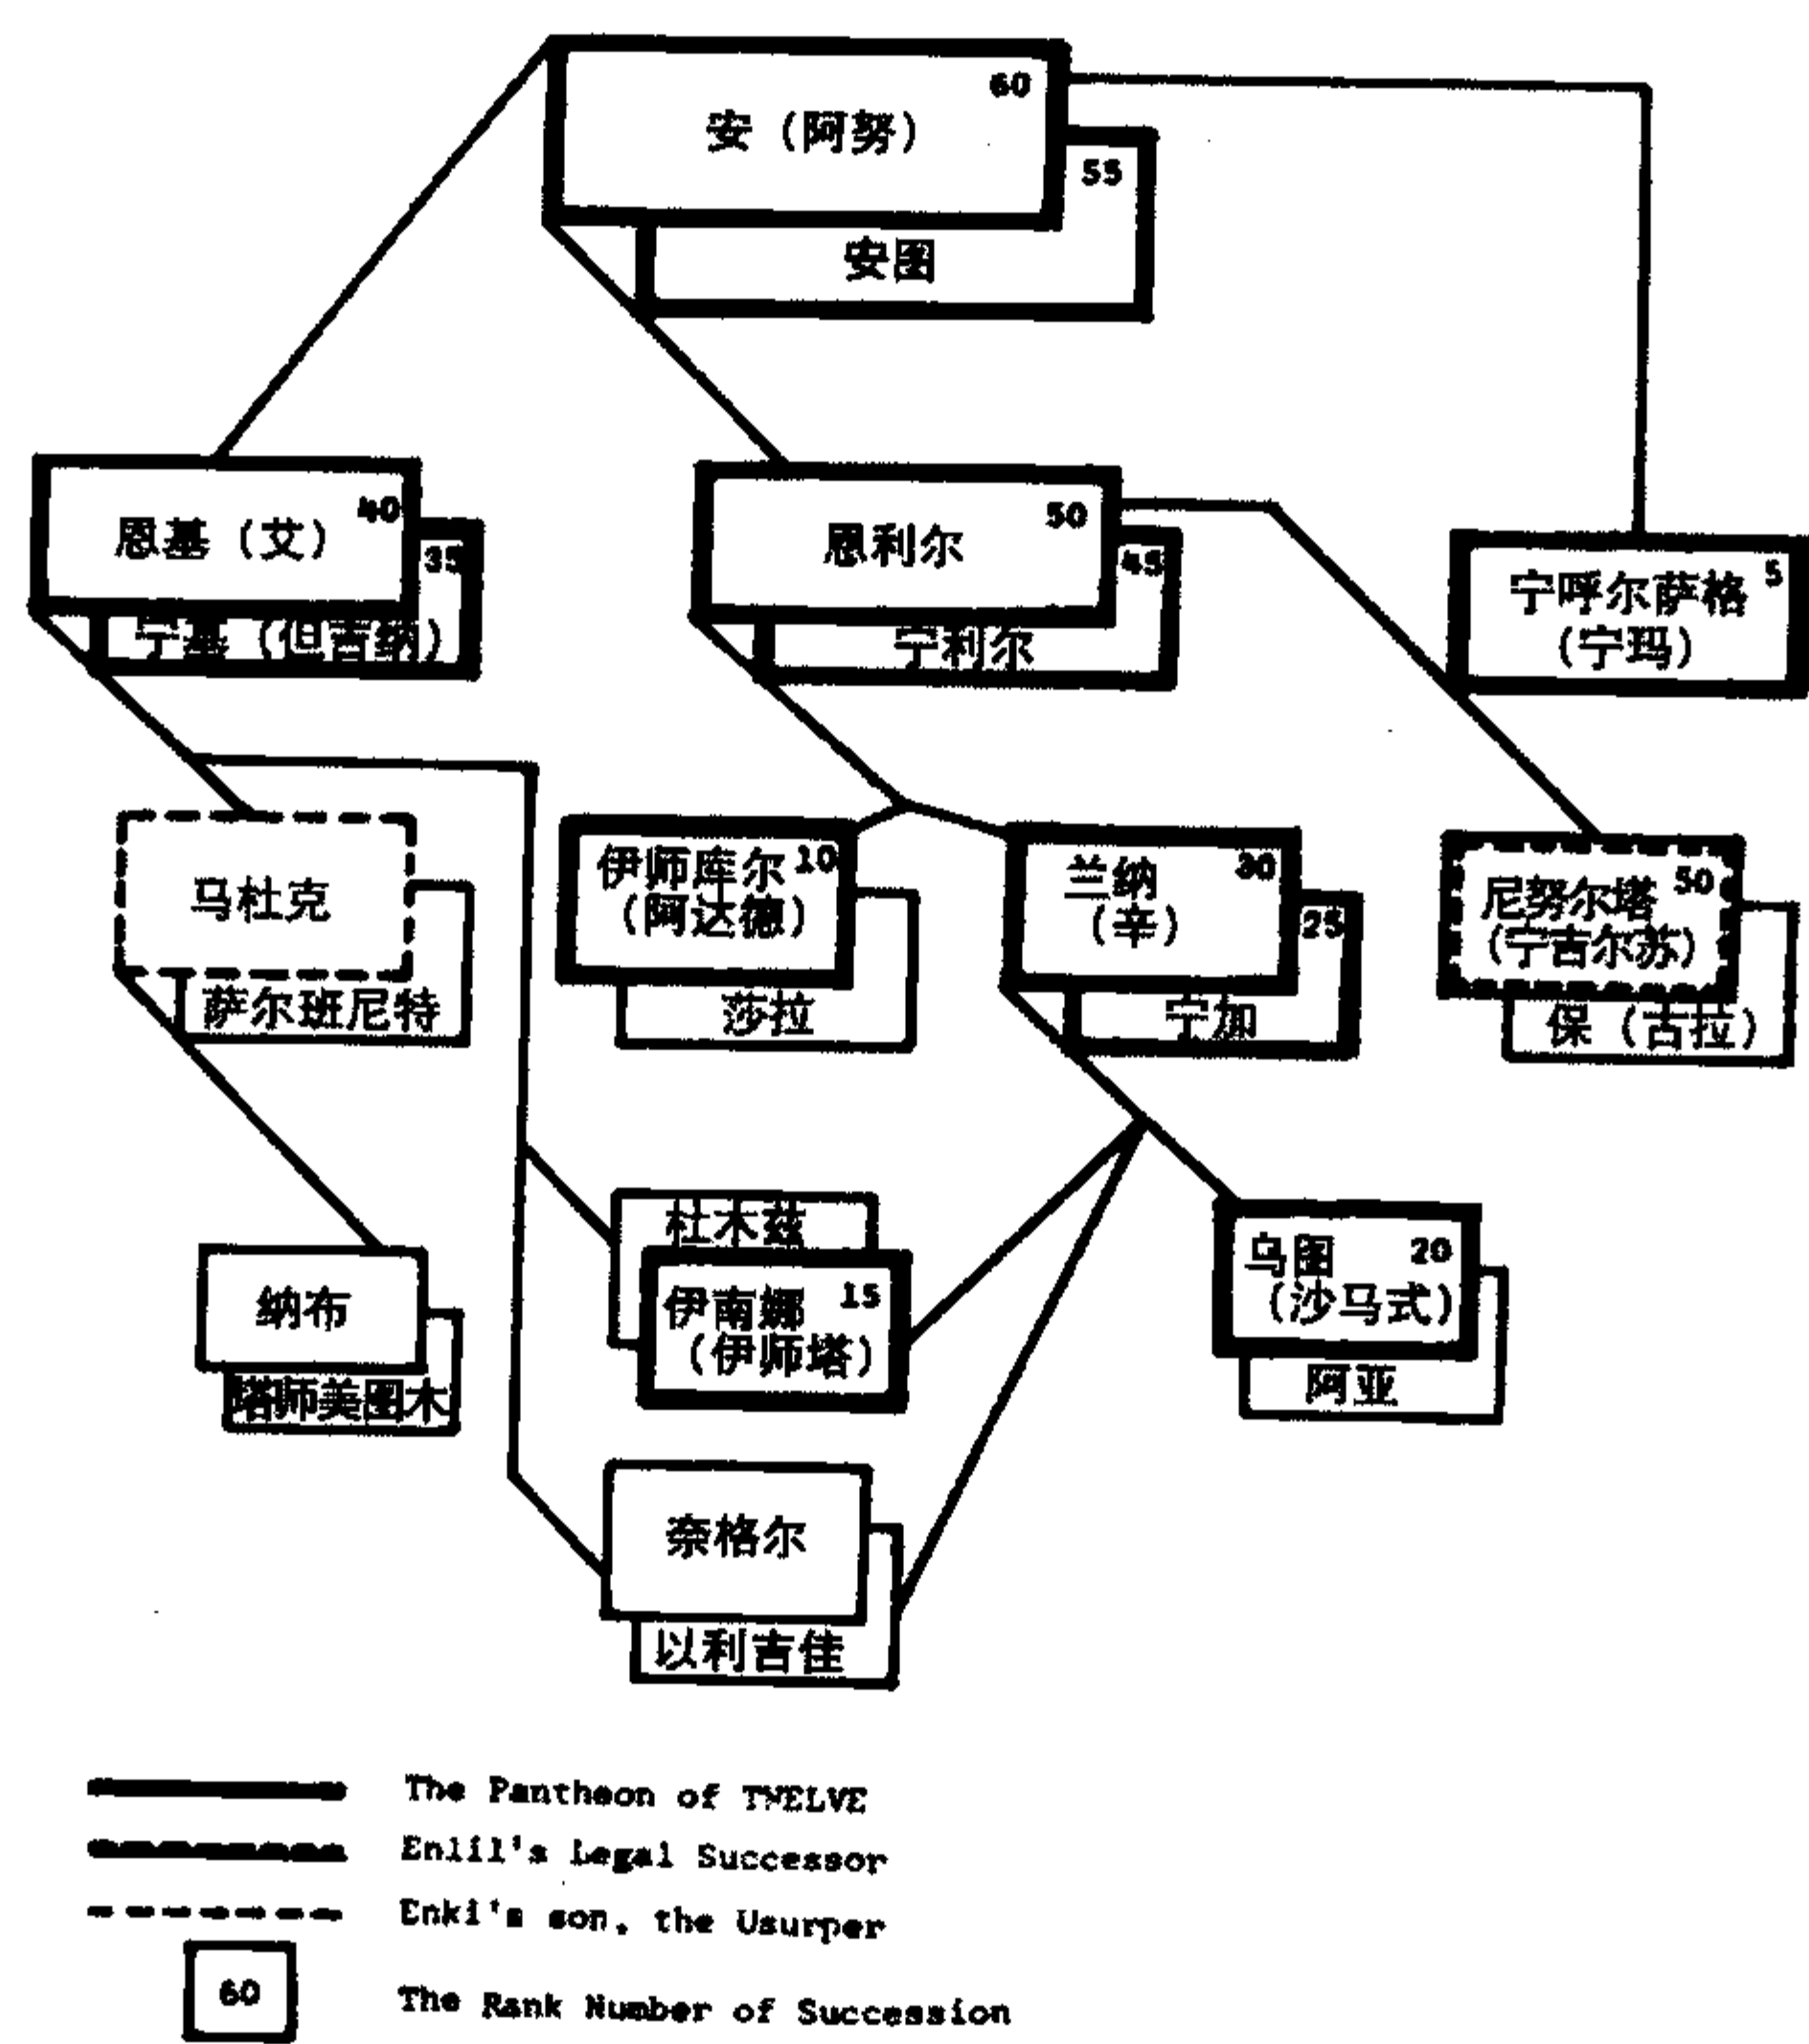 60
安（阿努）
55
安图
40
恩基（艾）
35
宁基（但吉纳）
50
恩利尔
45
宁利尔
5
宁呼尔萨格
（宁玛）
马杜克
萨尔班尼特
伊师库尔 10
（阿达德）
莎拉
兰纳 30
（辛）
25
宁加
尼努尔塔 50
（宁吉尔苏）
保（古拉）
纳布
塔师美图木
杜木兹
伊南娜 15
（伊师塔）
乌图 20
（沙马式）
阿亚
奈格尔
以利吉佳
The Pantheon of TWELVE
Enlil's Legal Successor
Enki's son, the Usurper
60
The Rank Number of Succession